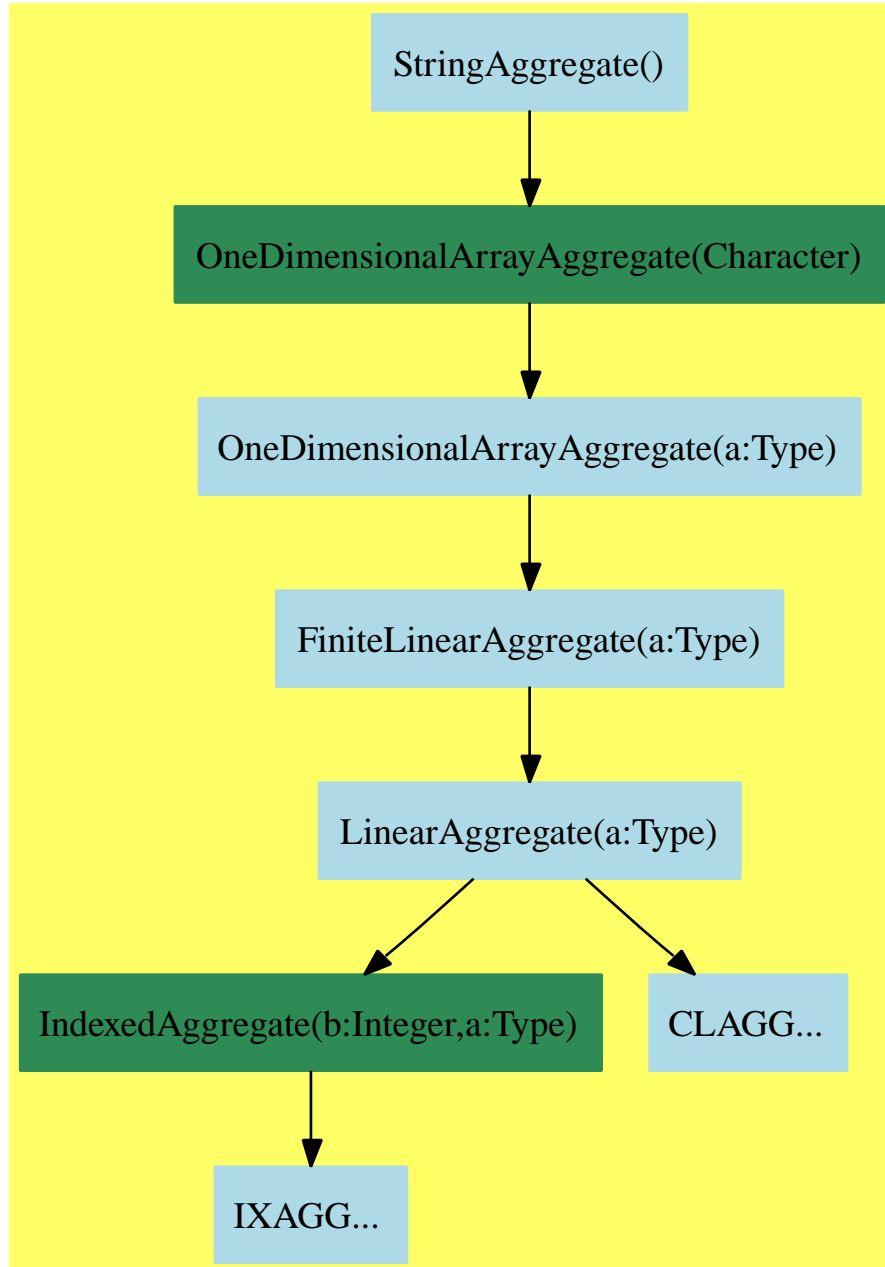 StringAggregate()
OneDimensionalArrayAggregate(Character)
OneDimensionalArrayAggregate(a:Type)
FiniteLinearAggregate(a:Type)
LinearAggregate(a:Type)
IndexedAggregate(b:Integer,a:Type)
CLAGG...
IXAGG...